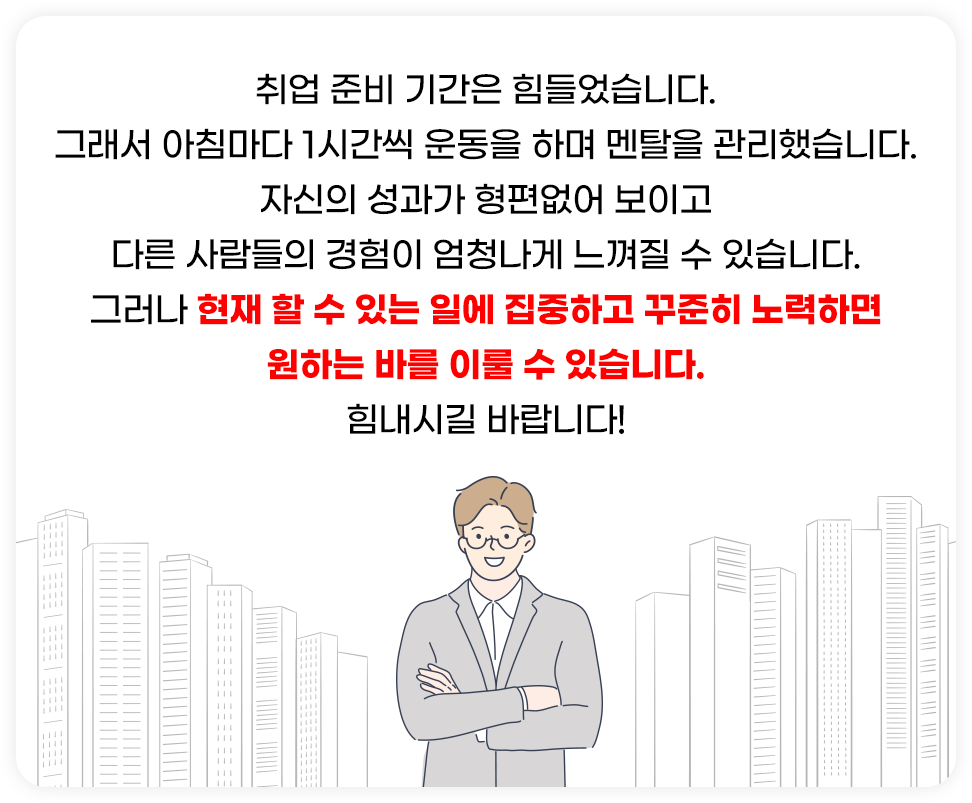 취업 준비 기간은 힘들었습니다.
그래서 아침마다 1시간씩 운동을 하며 멘탈을 관리했습니다.
자신의 성과가 형편없어 보이고
다른 사람들의 경험이 엄청나게 느껴질 수 있습니다.
그러나 현재 할 수 있는 일에 집중하고 꾸준히 노력하면
원하는 바를 이룰 수 있습니다.
힘내시길 바랍니다!